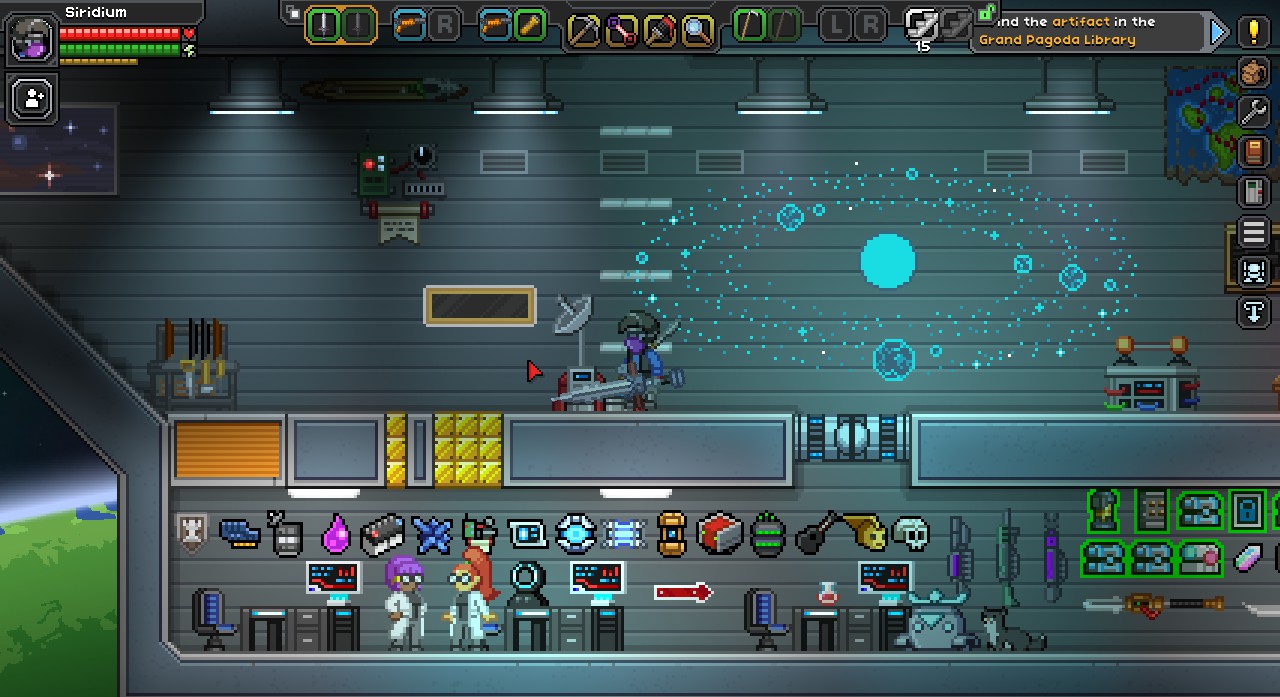 Siridium
R
L
R
15
ind the artifact in the
Grand Pagoda Library